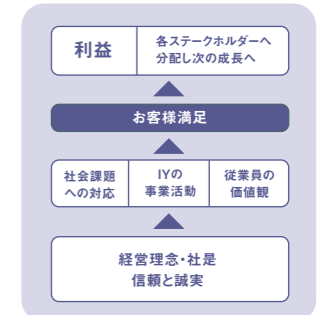 利益
各ステークホルダーへ
分配し次の成長へ
お客様満足
社会課題
への対応
IYの
事業活動
従業員の
価値観
経営理念・社是
信頼と誠実